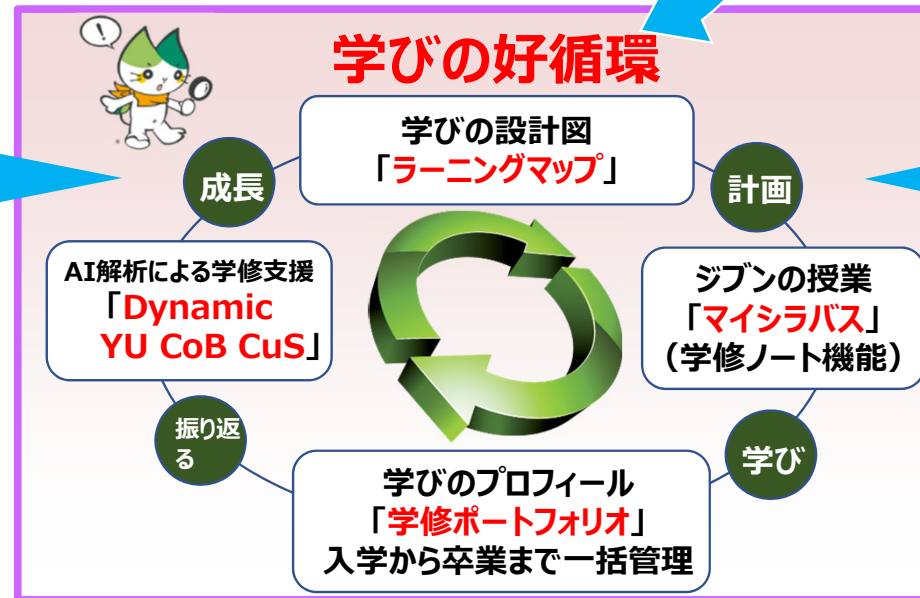 学びの好循環
学びの設計図
「ラーニングマップ」
計画
ジブンの授業
「マイシラバス」
(学修ノート機能)
学び
学びのプロフィール
「学修ポートフォリオ」
入学から卒業まで一括管理
振り返
る
AI解析による学修支援
「Dynamic
YU CoB CuS」
成長
!